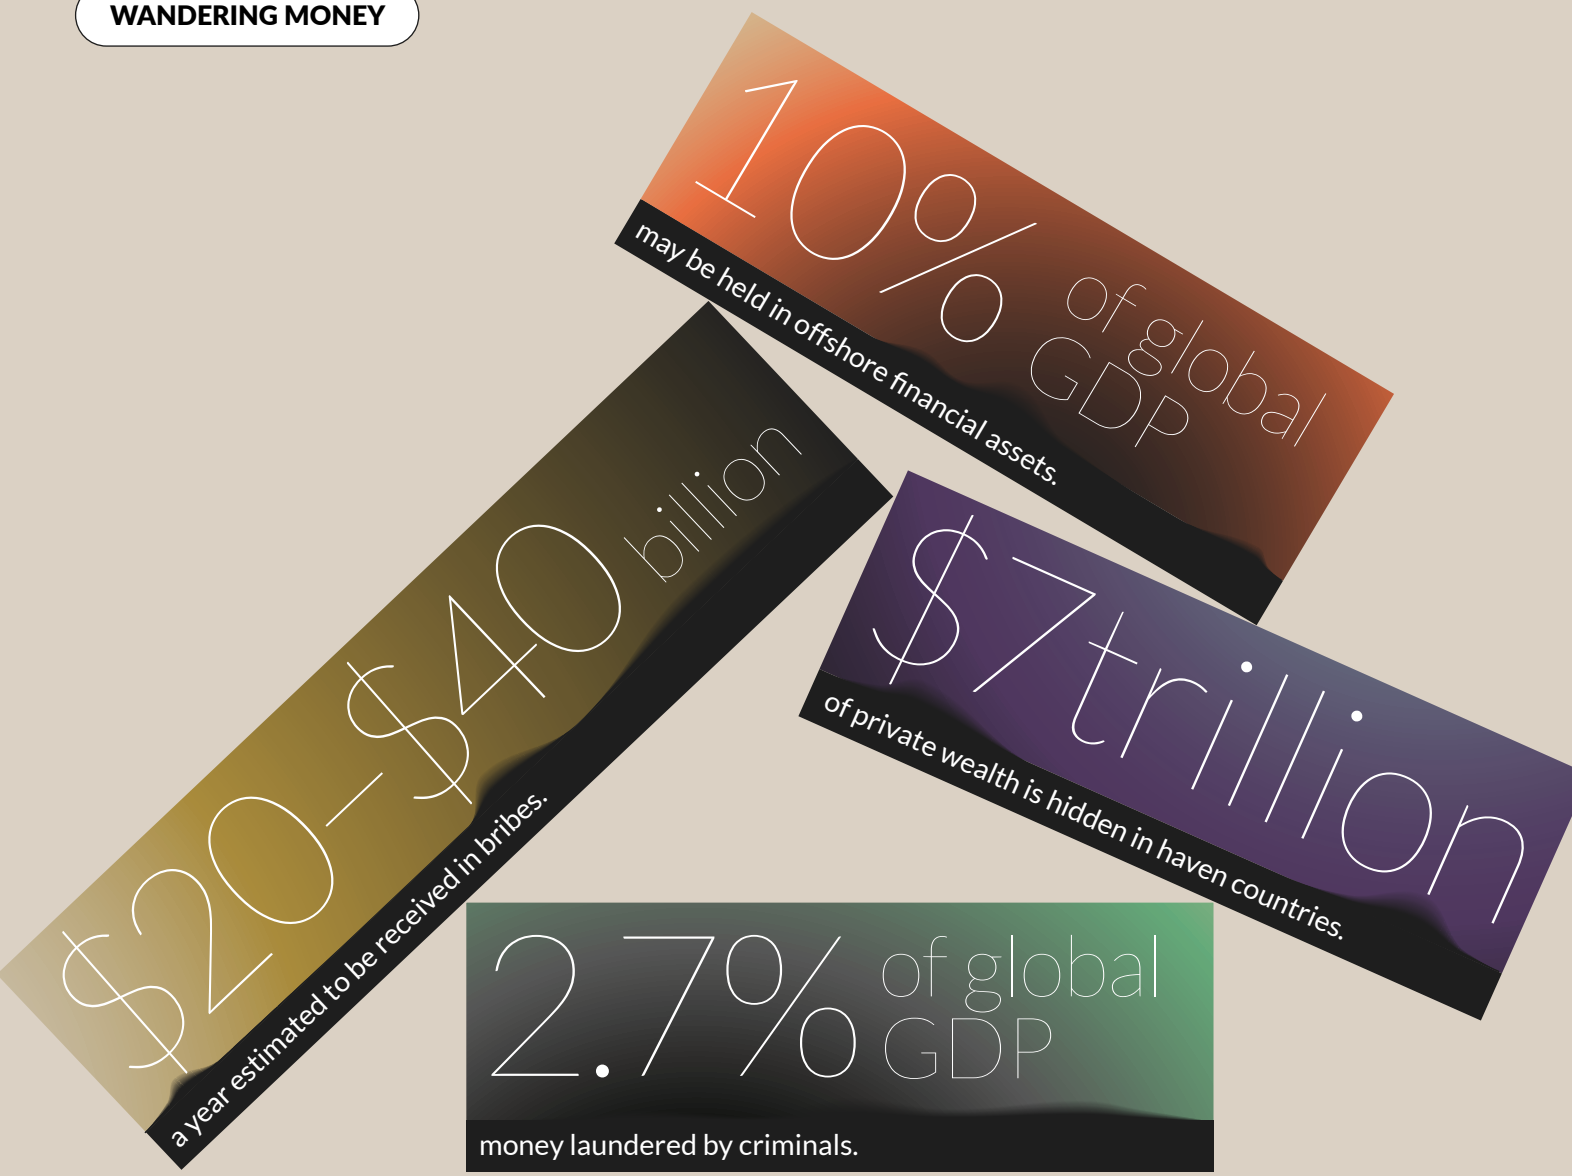 WANDERING MONEY
10% of global
GDP
may be held in offshore financial assets.
$20–$40 billion
a year estimated to be received in bribes.
$7trillion
of private wealth is hidden in haven countries.
2.7% of global
GDP
money laundered by criminals.